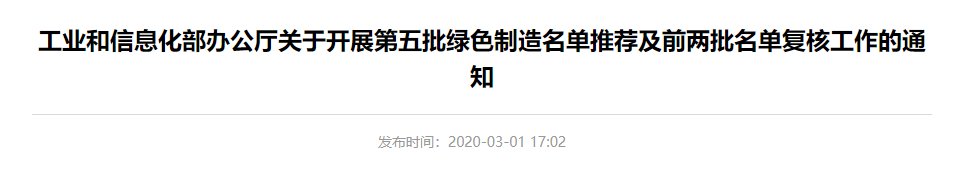 工业和信息化部办公厅关于开展第五批绿色制造名单推荐及前两批名单复核工作的通
知
发布时间：2020-03-01 17:02